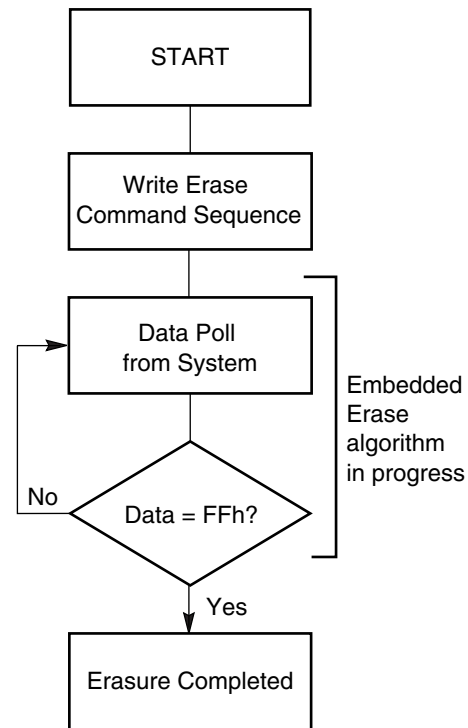 START
Write Erase
Command Sequence
Data Poll
from System
Embedded
Erase
algorithm
in progress
No
Data = FFh?
Yes
Erasure Completed